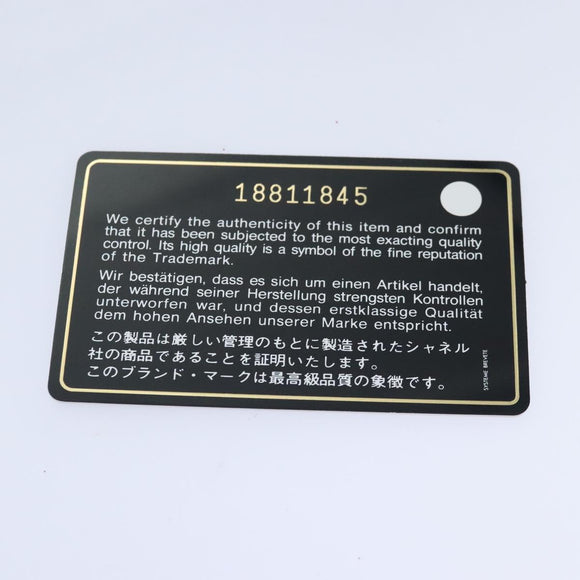 18811845
We certify the authenticity of this item and confirm
that it has been subjected to the most exacting quality
control. Its high quality is a symbol of the fine reputation
of the Trademark.
Wir bestätigen, dass es sich um einen Artikel handelt,
der während seiner Herstellung strengsten Kontrollen
unterworfen war, und dessen erstklassige Qualität
dem hohen Ansehen unserer Marke entspricht.
この製品は厳しい管理のもとに製造されたシャネル
社の商品であることを証明いたします。
このブランド・マークは最高級品質の象徴です。
SYSTEME BREVETE